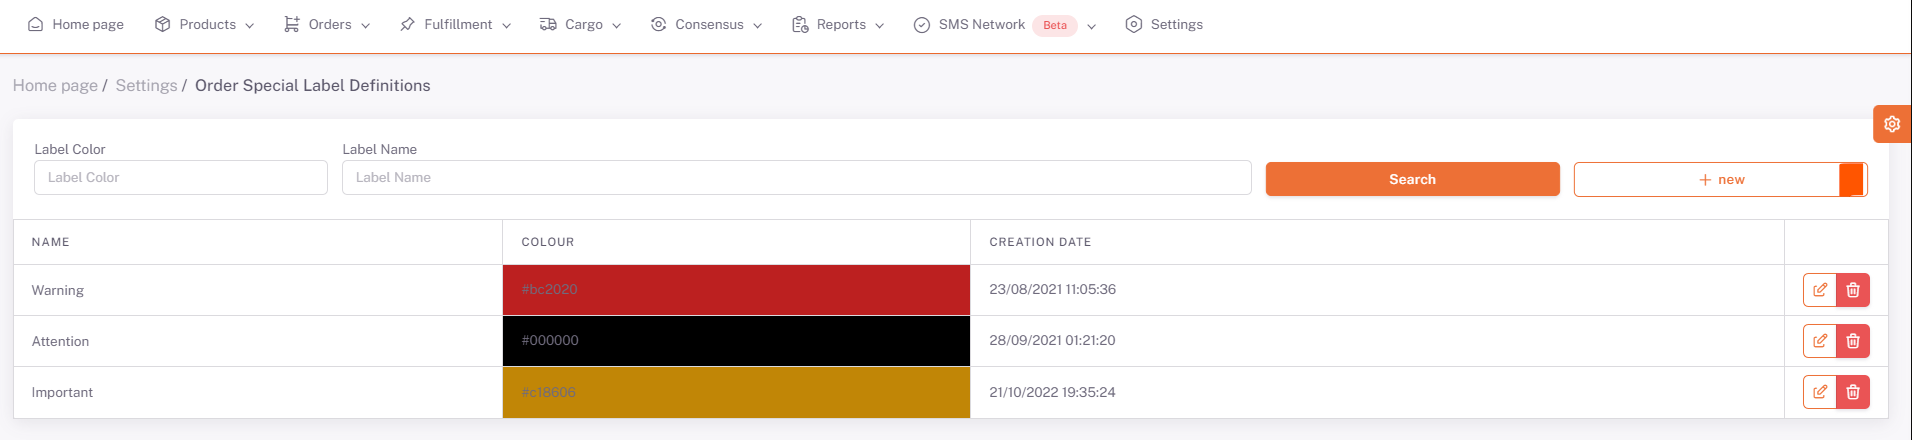 Home page Products Orders Fulfillment Cargo Consensus Reports SMS Network Beta Settings
Home page / Settings / Order Special Label Definitions
Label Color Label Name
Label Color Label Name Search + new
NAME COLOUR CREATION DATE
Warning #bc2020 23/08/2021 11:05:36
Attention #000000 28/09/2021 01:21:20
Important #c18606 21/10/2022 19:35:24